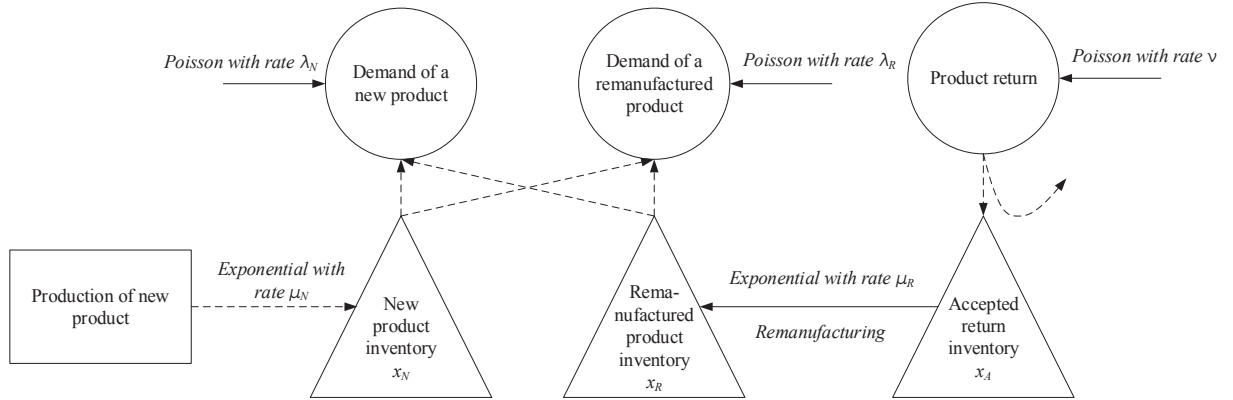 Poisson with rate λN
Demand of a
new product
Demand of a
remanufactured
product
Poisson with rate λR
Product return
Poisson with rate ν
Production of new
product
Exponential with
rate μN
New
product
inventory
xN
Rema-
nufactured
product
inventory
xR
Exponential with rate μR
Remanufacturing
Accepted
return
inventory
xA